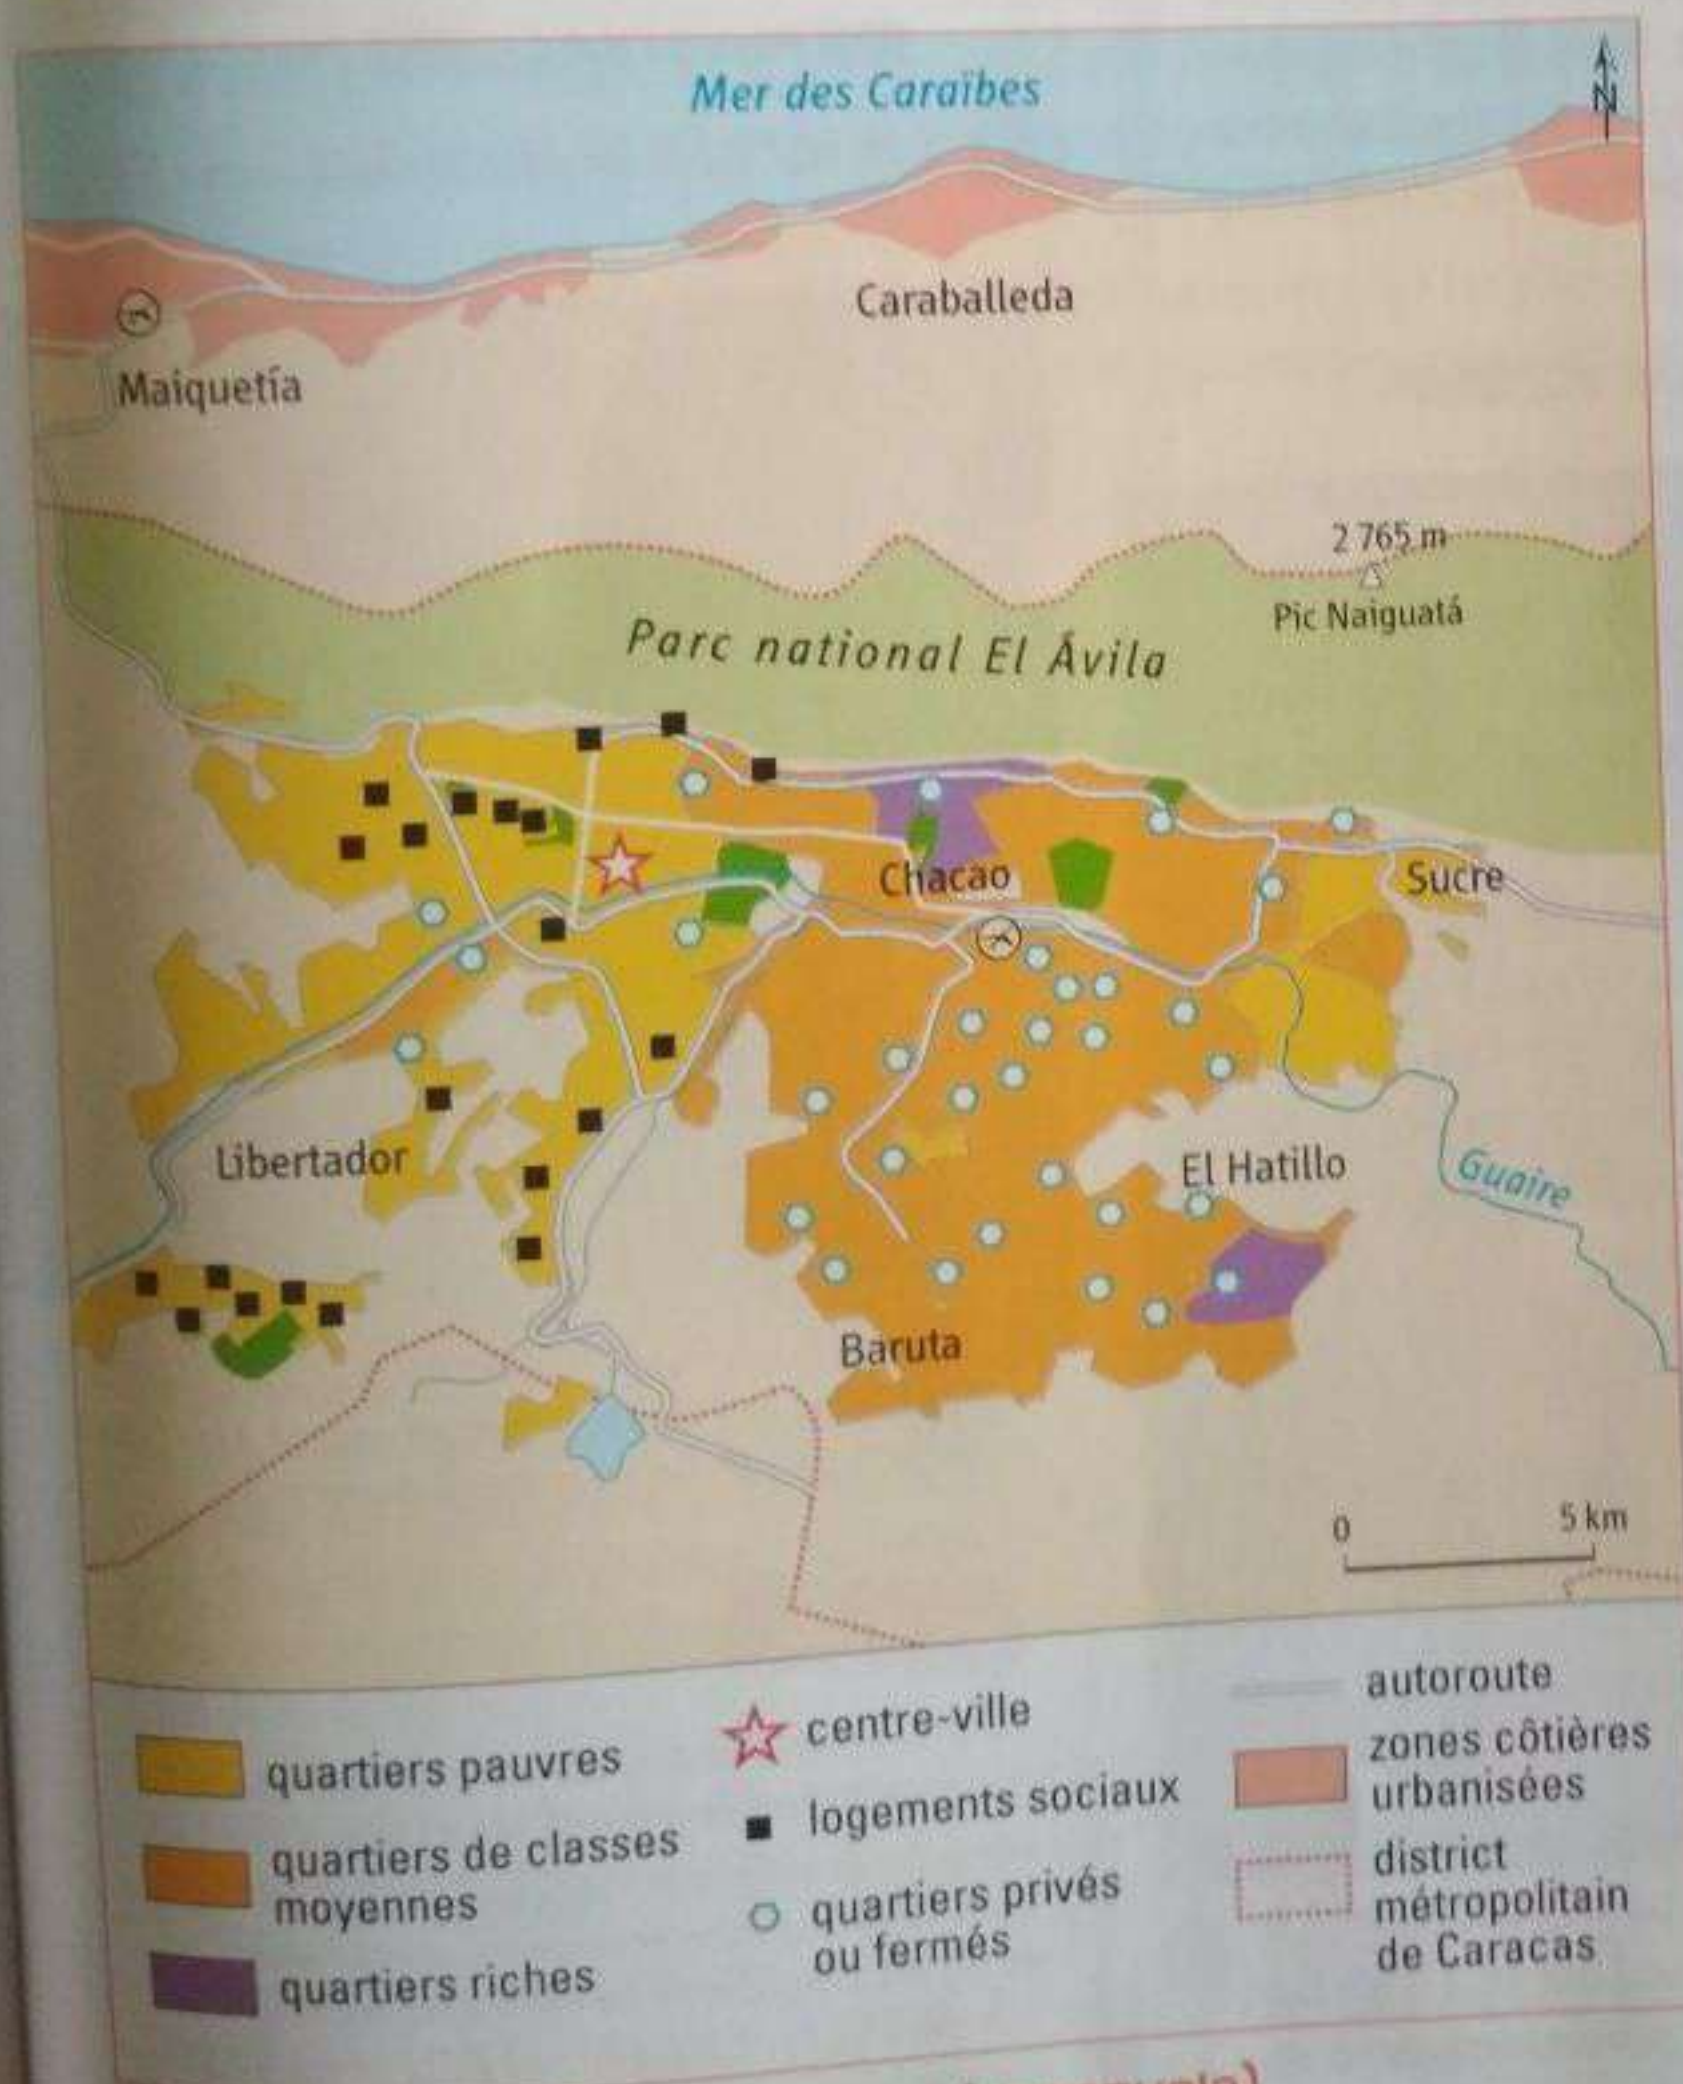 Mer des Caraïbes
N
Caraballeda
Maiquetía
2 765 m
Pic Naiguatá
Parc national El Ávila
Chacao
Sucre
Libertador
El Hatillo
Guaire
Baruta
0
5 km
quartiers pauvres
quartiers de classes
moyennes
quartiers riches
centre-ville
logements sociaux
quartiers privés
ou fermés
autoroute
zones côtières
urbanisées
district
métropolitain
de Caracas